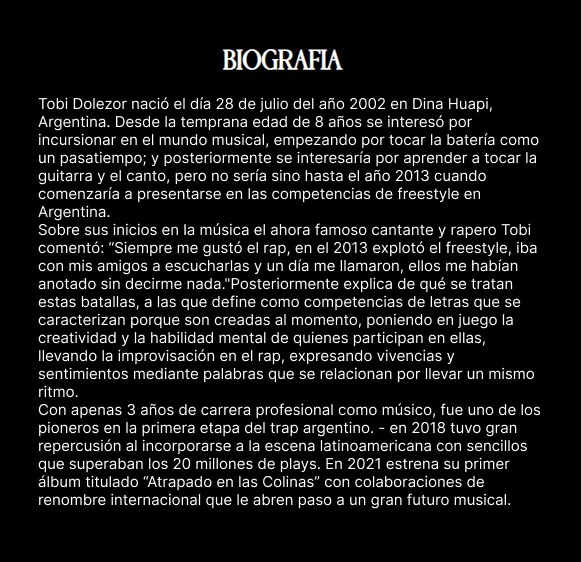 BIOGRAFIA
Tobi Dolezor nació el día 28 de julio del año 2002 en Dina Huapi,
Argentina. Desde la temprana edad de 8 años se interesó por
incursionar en el mundo musical, empezando por tocar la batería como
un pasatiempo; y posteriormente se interesaría por aprender a tocar la
guitarra y el canto, pero no sería sino hasta el año 2013 cuando
comenzaría a presentarse en las competencias de freestyle en
Argentina.
Sobre sus inicios en la música el ahora famoso cantante y rapero Tobi
comentó: “Siempre me gustó el rap, en el 2013 explotó el freestyle, iba
con mis amigos a escucharlas y un día me llamaron, ellos me habían
anotado sin decirme nada."Posteriormente explica de qué se tratan
estas batallas, a las que define como competencias de letras que se
caracterizan porque son creadas al momento, poniendo en juego la
creatividad y la habilidad mental de quienes participan en ellas,
llevando la improvisación en el rap, expresando vivencias y
sentimientos mediante palabras que se relacionan por llevar un mismo
ritmo.
Con apenas 3 años de carrera profesional como músico, fue uno de los
pioneros en la primera etapa del trap argentino. - en 2018 tuvo gran
repercusión al incorporarse a la escena latinoamericana con sencillos
que superaban los 20 millones de plays. En 2021 estrena su primer
álbum titulado “Atrapado en las Colinas” con colaboraciones de
renombre internacional que le abren paso a un gran futuro musical.